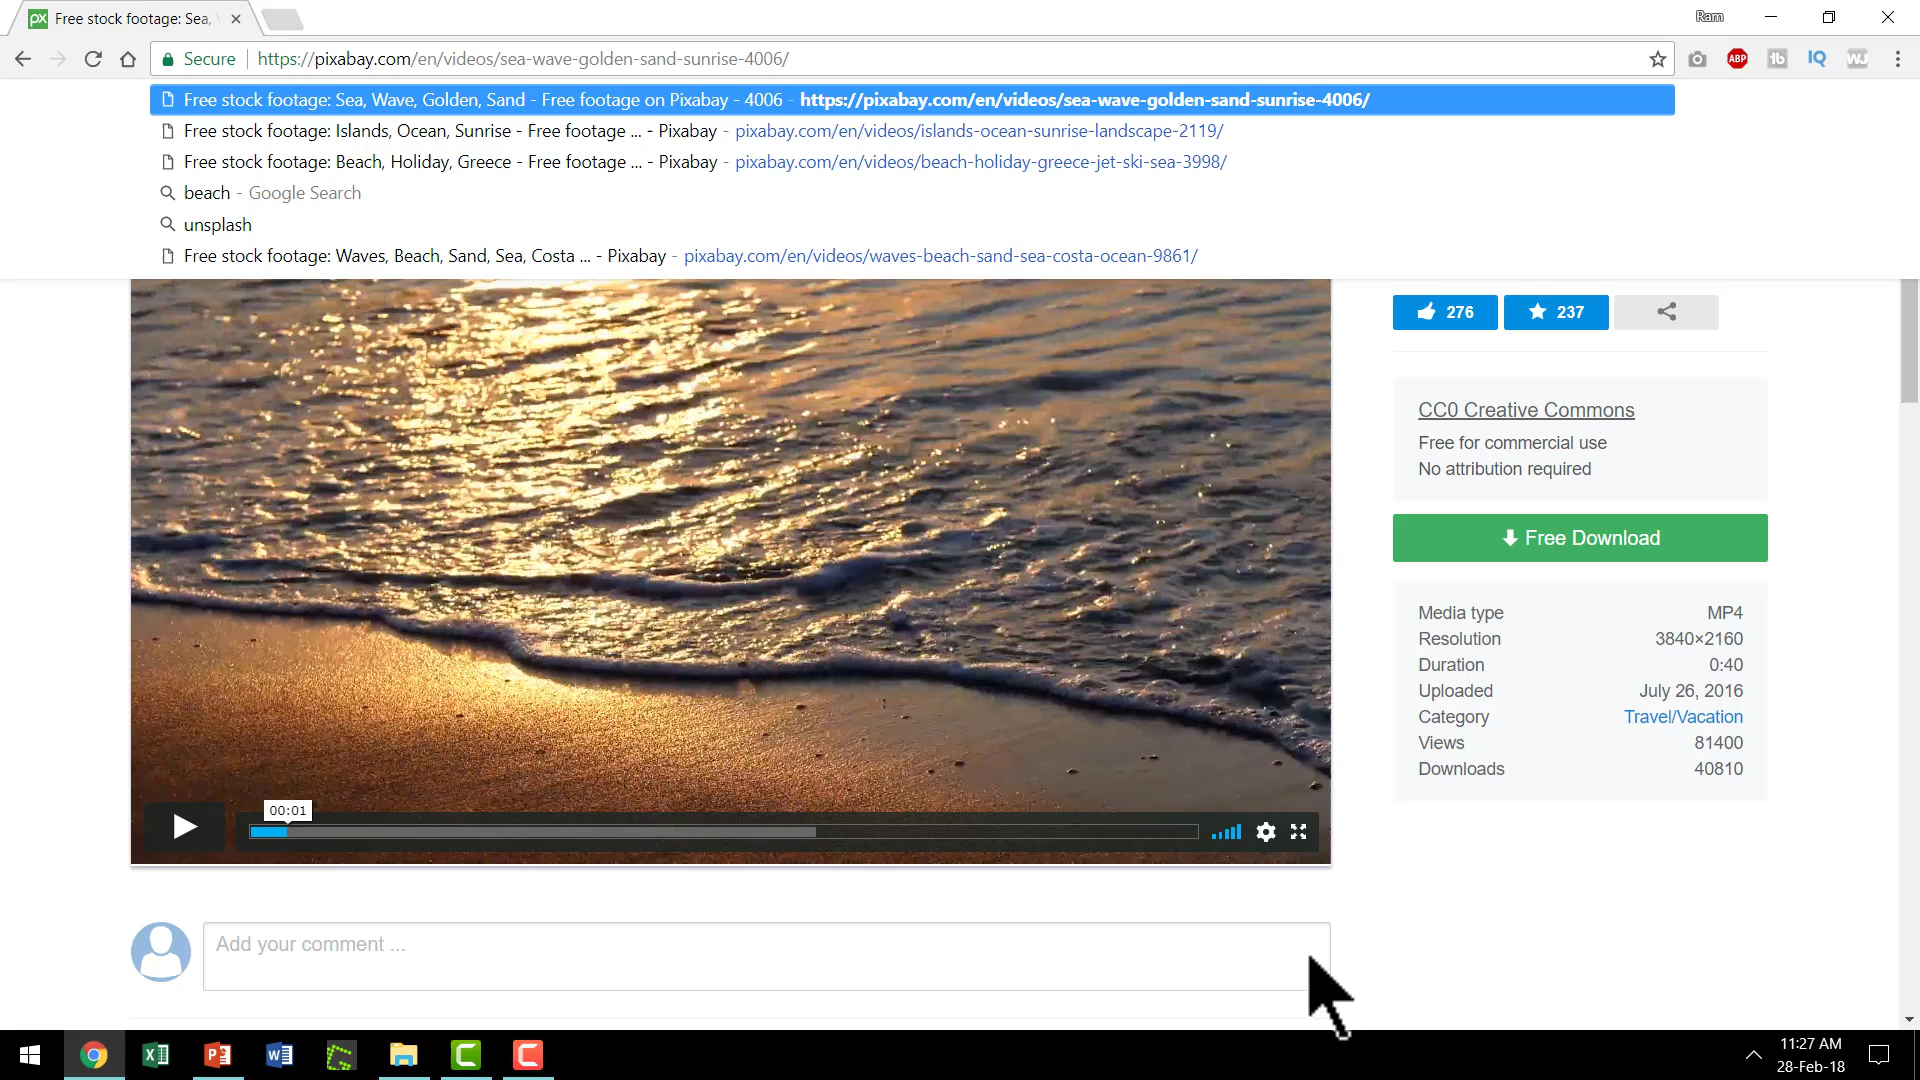 Free stock footage: Sea,
Ram
Secure
https://pixabay.com/en/videos/sea-wave-golden-sand-sunrise-4006/
ABP
IQ
Free stock footage: Sea, Wave, Golden, Sand - Free footage on Pixabay - 4006 - https://pixabay.com/en/videos/sea-wave-golden-sand-sunrise-4006/
Free stock footage: Islands, Ocean, Sunrise - Free footage ... - Pixabay - pixabay.com/en/videos/islands-ocean-sunrise-landscape-2119/
Free stock footage: Beach, Holiday, Greece - Free footage ... - Pixabay - pixabay.com/en/videos/beach-holiday-greece-jet-ski-sea-3998/
beach - Google Search
unsplash
Free stock footage: Waves, Beach, Sand, Sea, Costa ... - Pixabay - pixabay.com/en/videos/waves-beach-sand-sea-costa-ocean-9861/
276
237
CC0 Creative Commons
Free for commercial use
No attribution required
Free Download
Media type MP4
Resolution 3840×2160
Duration 0:40
Uploaded July 26, 2016
Category Travel/Vacation
Views 81400
Downloads 40810
00:01
Add your comment ...
11:27 AM
28-Feb-18